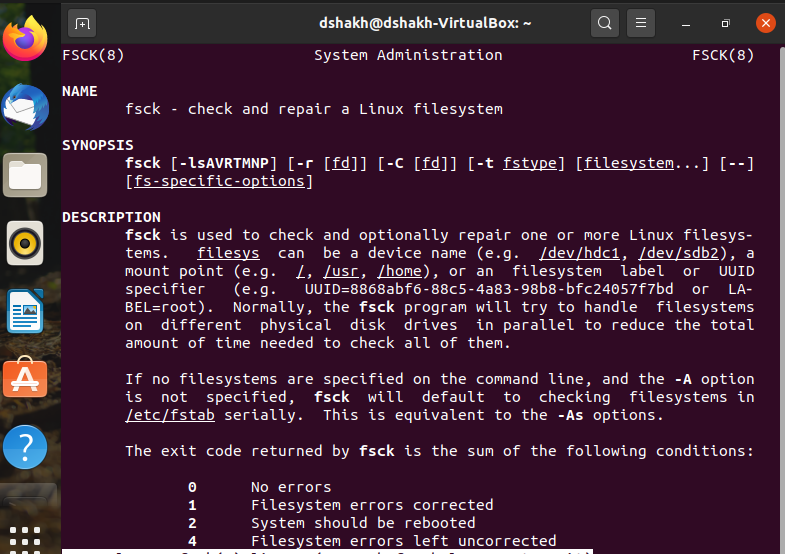 dshakh@dshakh-VirtualBox: ~
FSCK(8) System Administration FSCK(8)
NAME
fsck - check and repair a Linux filesystem
SYNOPSIS
fsck [-lsAVRTMNP] [-r [fd]] [-C [fd]] [-t fstype] [filesystem...] [--]
[fs-specific-options]
DESCRIPTION
fsck is used to check and optionally repair one or more Linux filesys-
tems. filesys can be a device name (e.g. /dev/hdc1, /dev/sdb2), a
mount point (e.g. /, /usr, /home), or an filesystem label or UUID
specifier (e.g. UUID=8868abf6-88c5-4a83-98b8-bfc24057f7bd or LA-
BEL=root). Normally, the fsck program will try to handle filesystems
on different physical disk drives in parallel to reduce the total
amount of time needed to check all of them.
If no filesystems are specified on the command line, and the -A option
is not specified, fsck will default to checking filesystems in
/etc/fstab serially. This is equivalent to the -As options.
The exit code returned by fsck is the sum of the following conditions:
0 No errors
1 Filesystem errors corrected
2 System should be rebooted
4 Filesystem errors left uncorrected